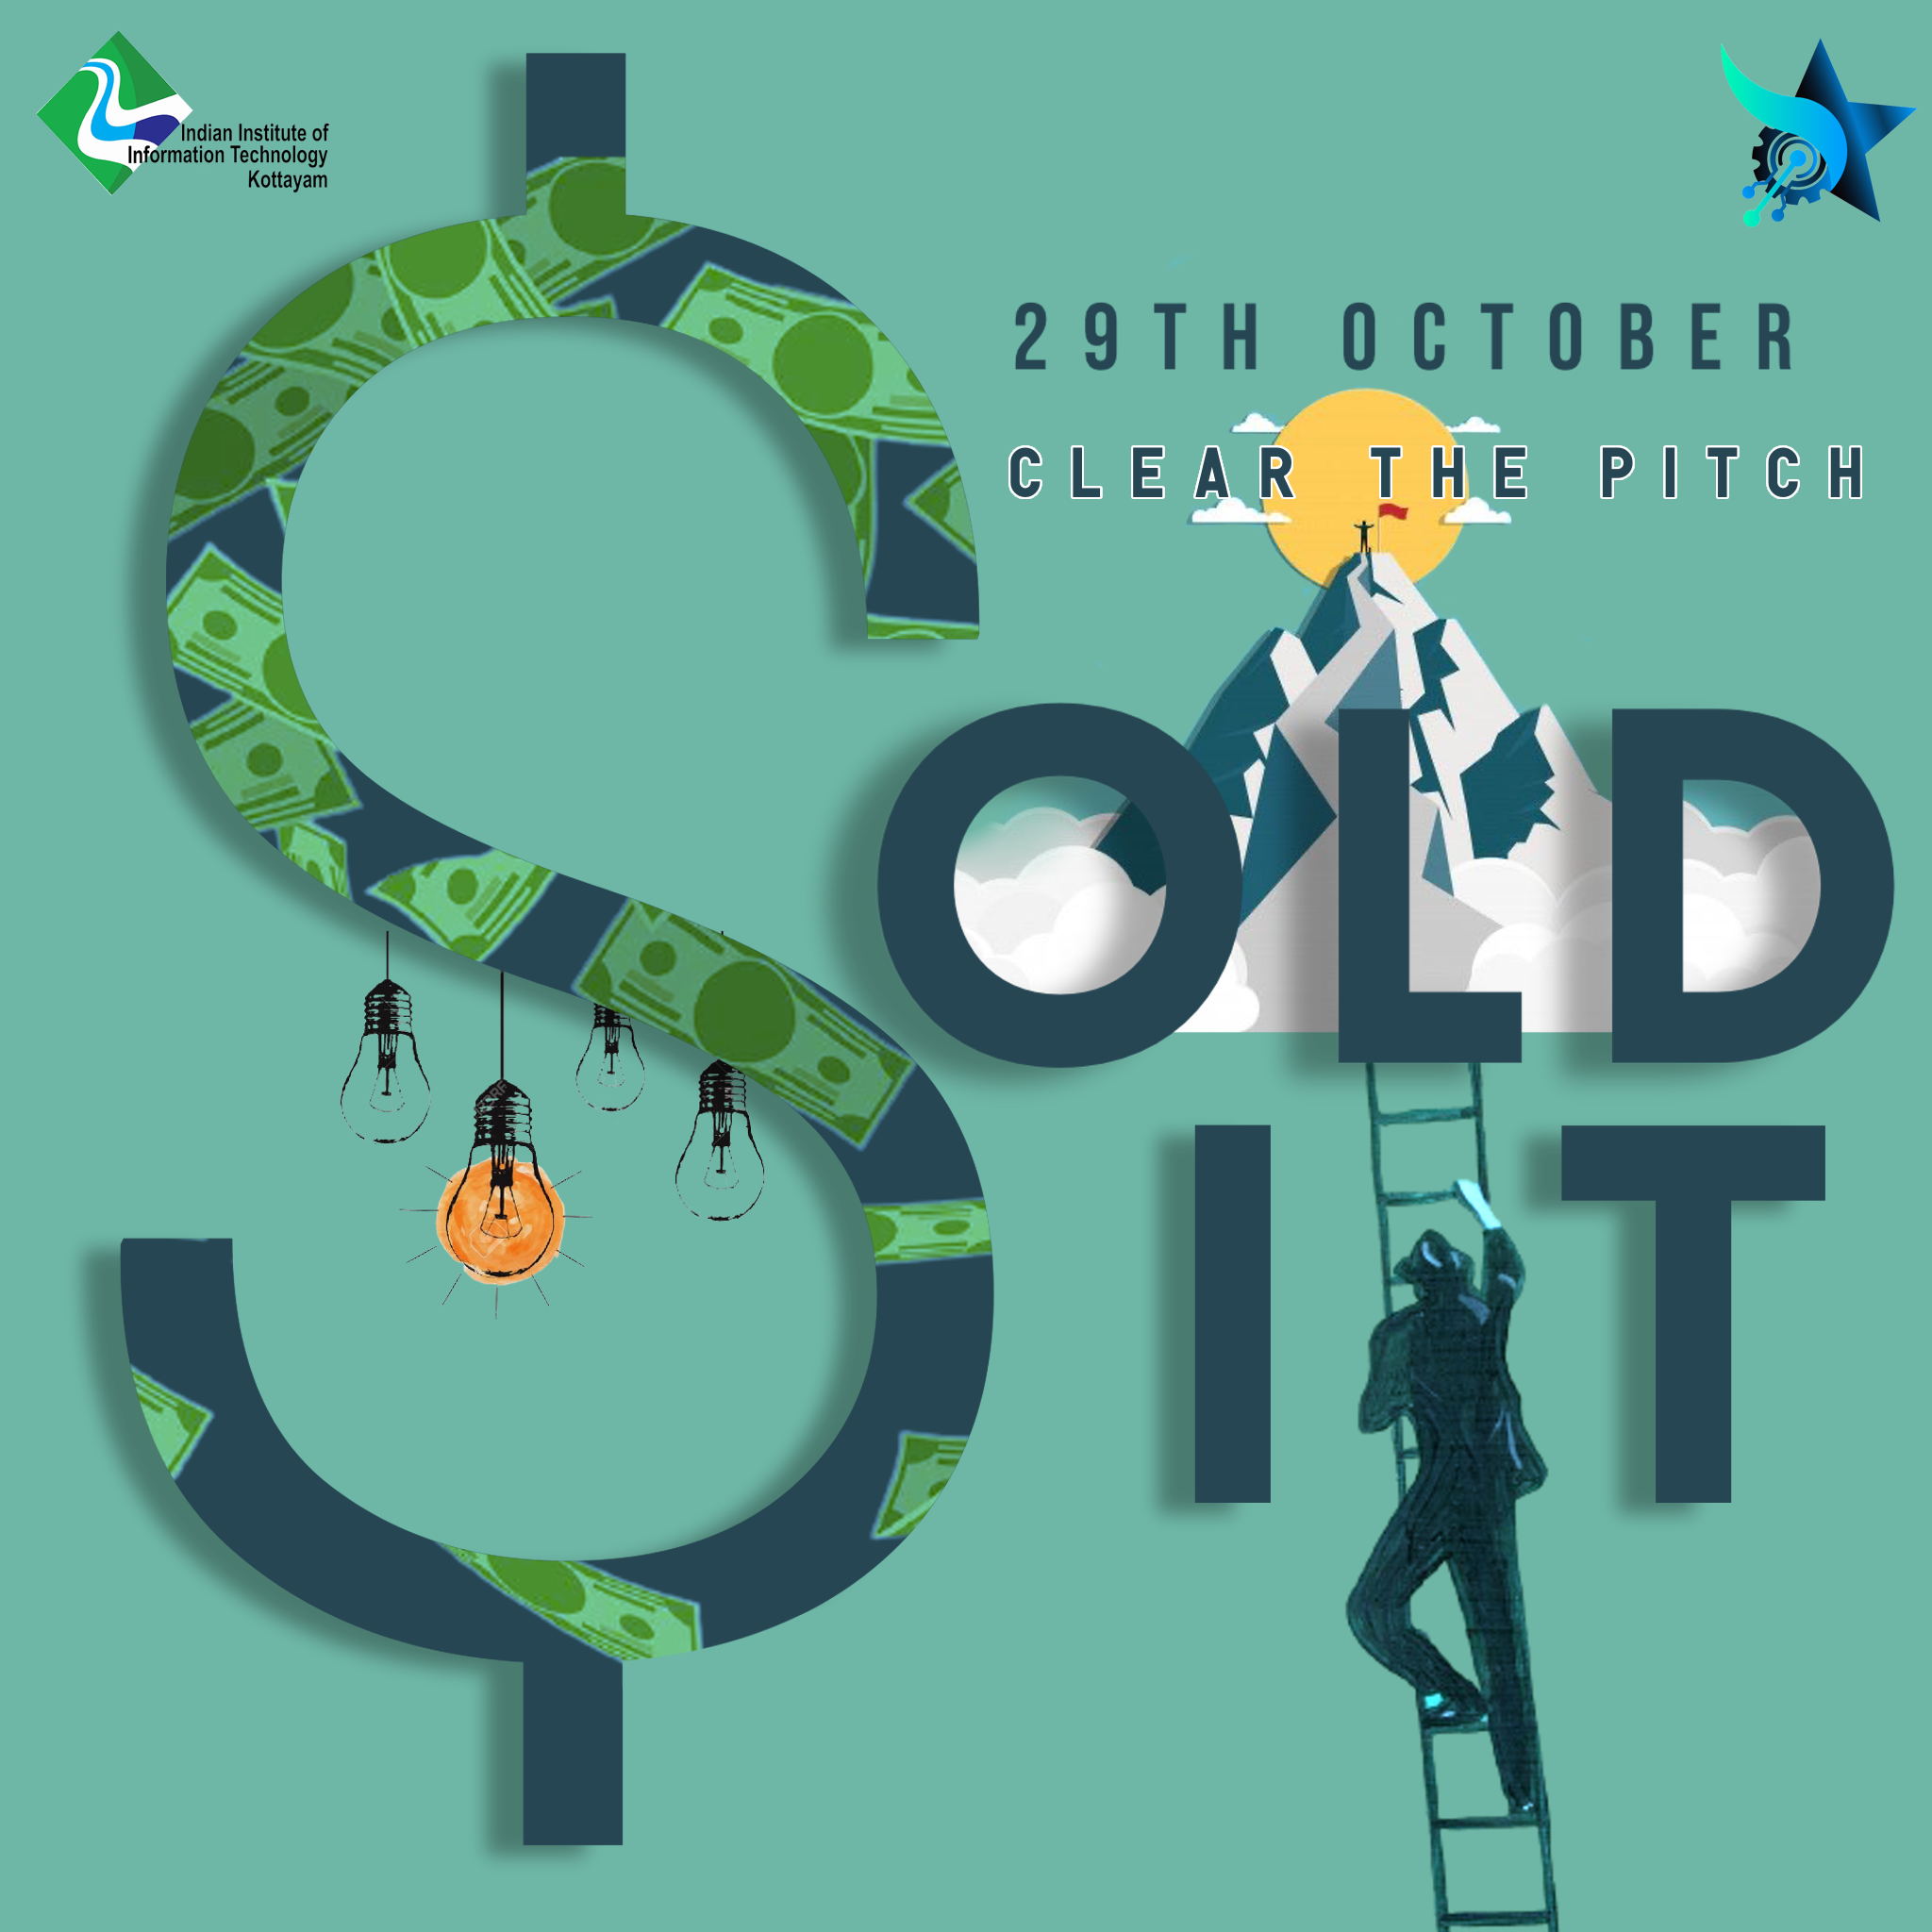 Indian Institute of
Information Technology
Kottayam
29TH OCTOBER
CLEAR THE PITCH
$OLD
IT